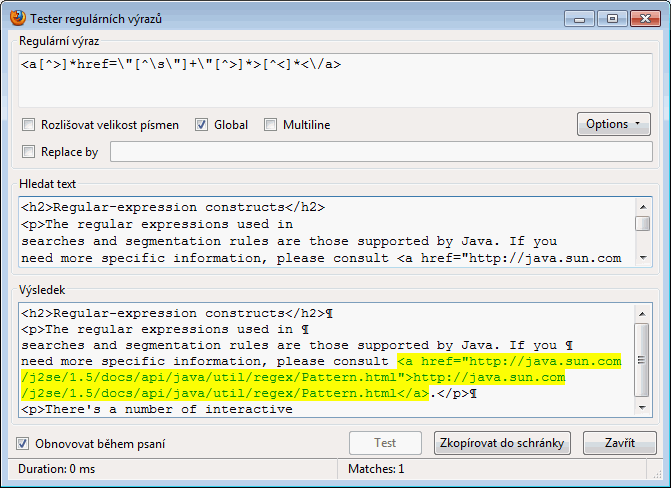 Tester regulárních výrazů
Regulární výraz
<a[^>]*href=\"[^\s\"]+\"[^>]*>[^<]*<\/a>
Rozlišovat velikost písmen
Global
Multiline
Options
Replace by
Hledat text
<h2>Regular-expression constructs</h2>
<p>The regular expressions used in
searches and segmentation rules are those supported by Java. If you
need more specific information, please consult <a href="http://java.sun.com
Výsledek
<h2>Regular-expression constructs</h2>¶
<p>The regular expressions used in ¶
searches and segmentation rules are those supported by Java. If you ¶
need more specific information, please consult <a href="http://java.sun.com
/j2se/1.5/docs/api/java/util/regex/Pattern.html">http://java.sun.com
/j2se/1.5/docs/api/java/util/regex/Pattern.html</a>.</p>¶
<p>There's a number of interactive
Obnovovat během psaní
Test
Zkopírovat do schránky
Zavřít
Duration: 0 ms
Matches: 1